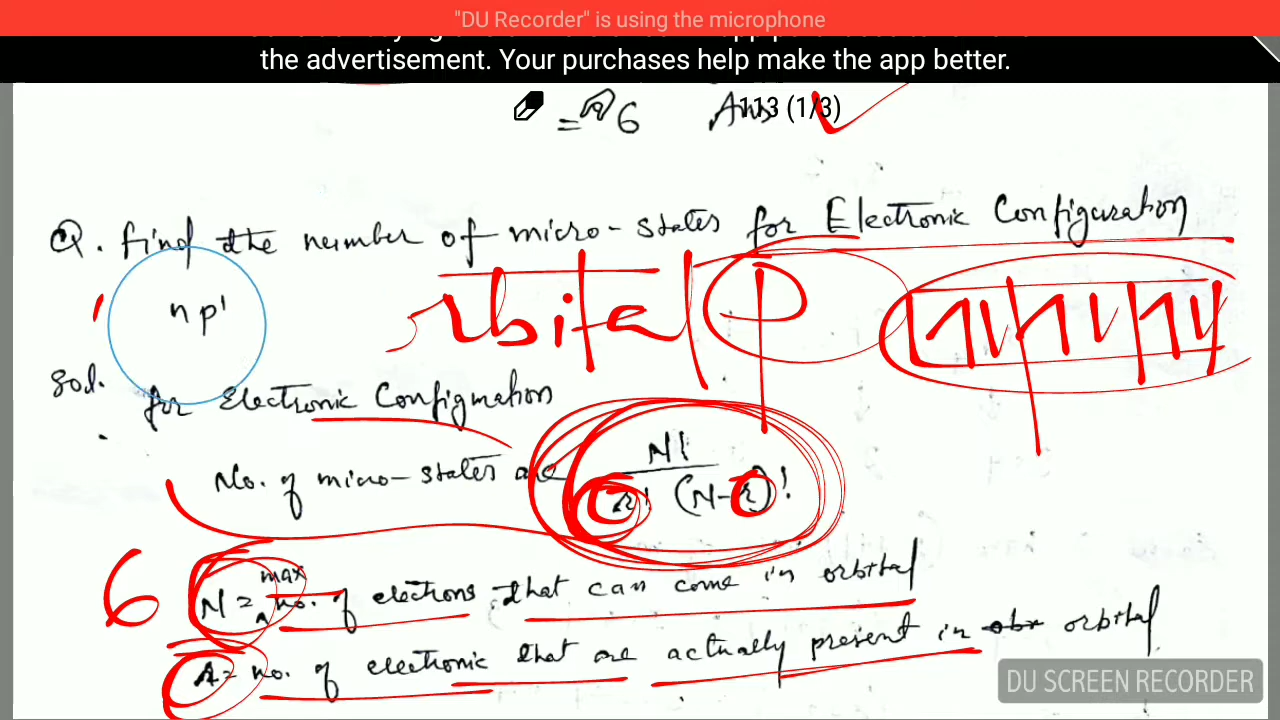 "DU Recorder" is using the microphone
the advertisement. Your purchases help make the app better.
= 6 Ans
113 (1/3)
Q. find the number of micro-states for Electronic Configuration
np¹
orbital P
Sol. for Electronic Configuration
No. of micro-states are N! / r! (N-r)!
6 N = max no. of electrons that can come in orbital
r = no. of electronic that are actually present in orbital
DU SCREEN RECORDER